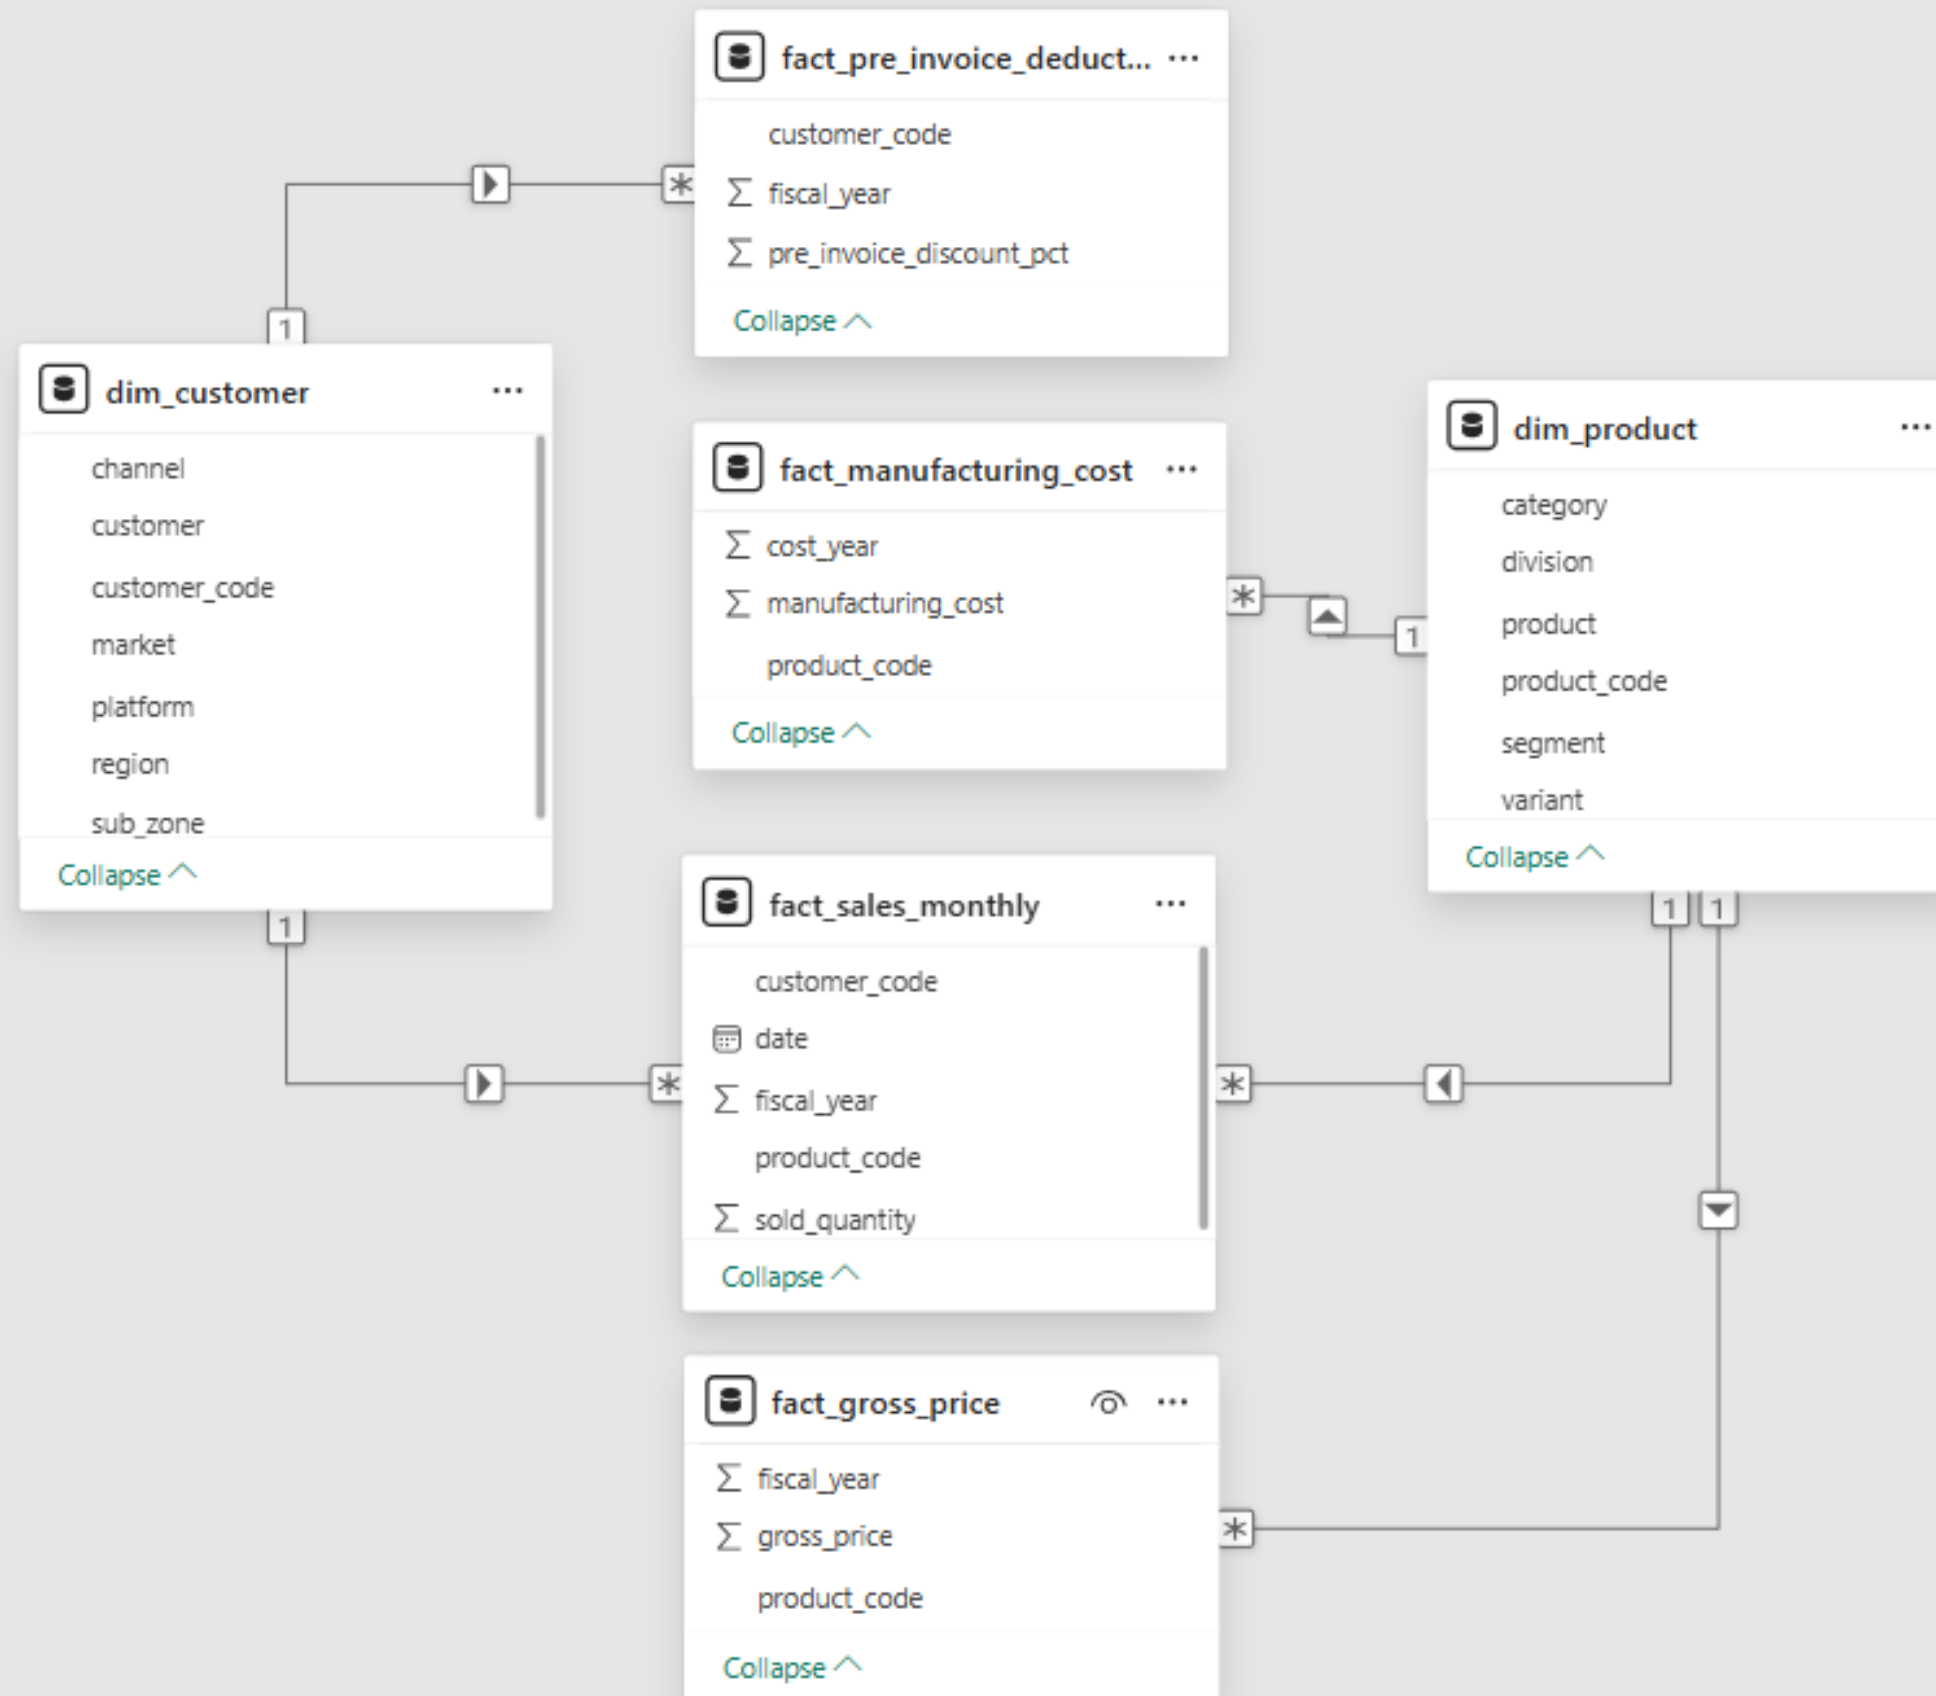 fact_pre_invoice_deduct...
customer_code
Σ fiscal_year
Σ pre_invoice_discount_pct
Collapse
*
1
dim_customer
channel
customer
customer_code
market
platform
region
sub_zone
Collapse
1
fact_manufacturing_cost
Σ cost_year
Σ manufacturing_cost
product_code
Collapse
*
1
dim_product
category
division
product
product_code
segment
variant
Collapse
1 1
fact_sales_monthly
customer_code
date
Σ fiscal_year
product_code
Σ sold_quantity
Collapse
* *
fact_gross_price
Σ fiscal_year
Σ gross_price
product_code
Collapse
*